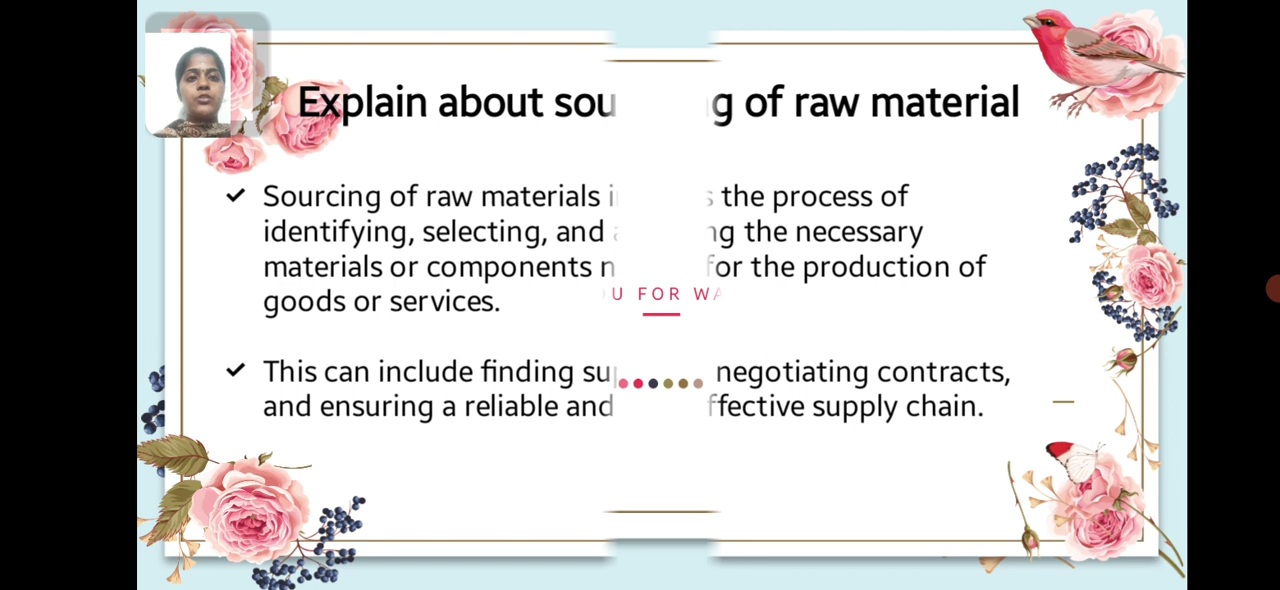 Explain about sou g of raw material
Sourcing of raw materials the process of
identifying, selecting, and ng the necessary
materials or components for the production of
goods or services.
U FOR WA
This can include finding negotiating contracts,
and ensuring a reliable and ffective supply chain.